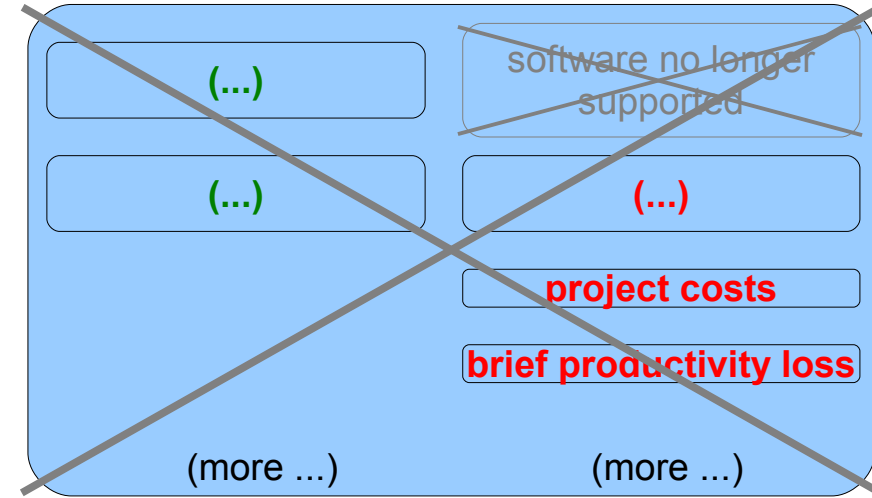 (...)
(...)
(more ...)
software no longer
supported
(...)
project costs
brief productivity loss
(more ...)